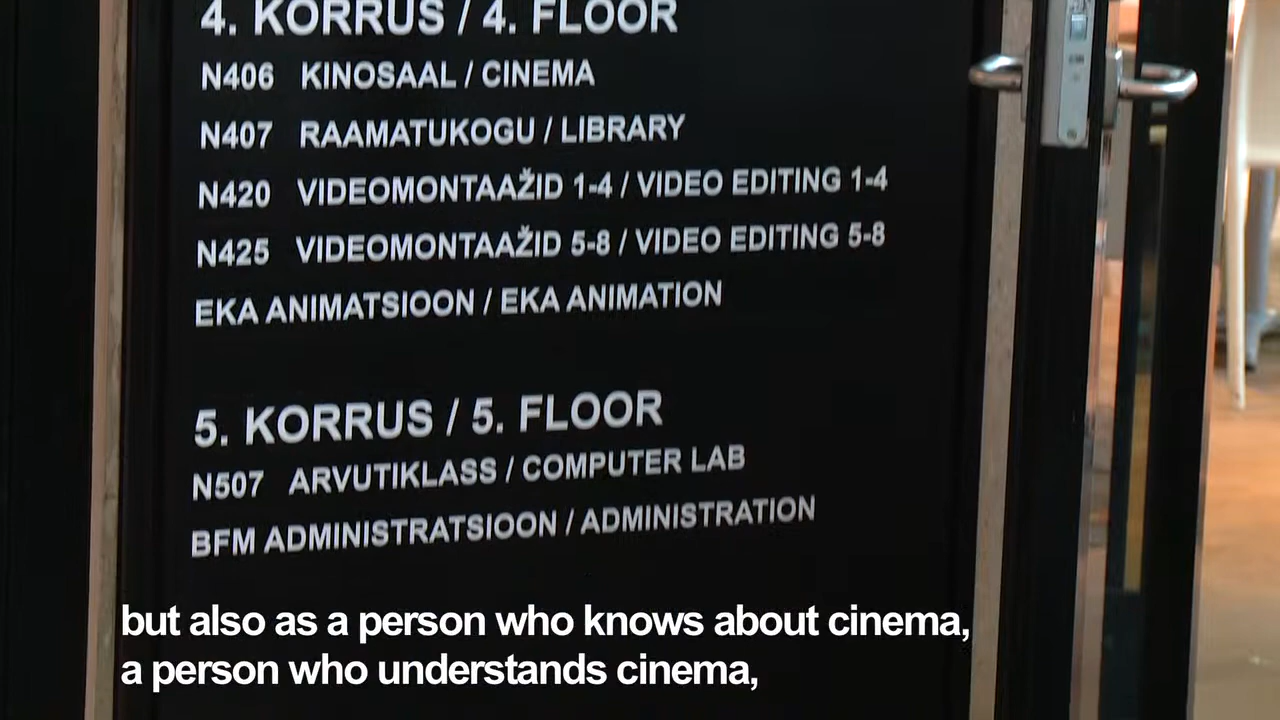 4. KORRUS / 4. FLOOR
N406 KINOSAAL / CINEMA
N407 RAAMATUKOGU / LIBRARY
N420 VIDEOMONTAAŽID 1-4 / VIDEO EDITING 1-4
N425 VIDEOMONTAAŽID 5-8 / VIDEO EDITING 5-8
EKA ANIMATSIOON / EKA ANIMATION
5. KORRUS / 5. FLOOR
N507 ARVUTIKLASS / COMPUTER LAB
BFM ADMINISTRATSIOON / ADMINISTRATION
but also as a person who knows about cinema,
a person who understands cinema,